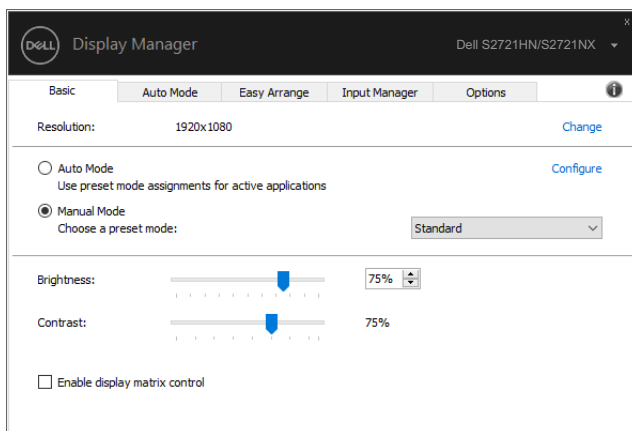 DELL Display Manager Dell S2721HN/S2721NX
Basic Auto Mode Easy Arrange Input Manager Options
Resolution: 1920x1080 Change
Auto Mode Configure
Use preset mode assignments for active applications
Manual Mode
Choose a preset mode: Standard
Brightness: 75%
Contrast: 75%
Enable display matrix control